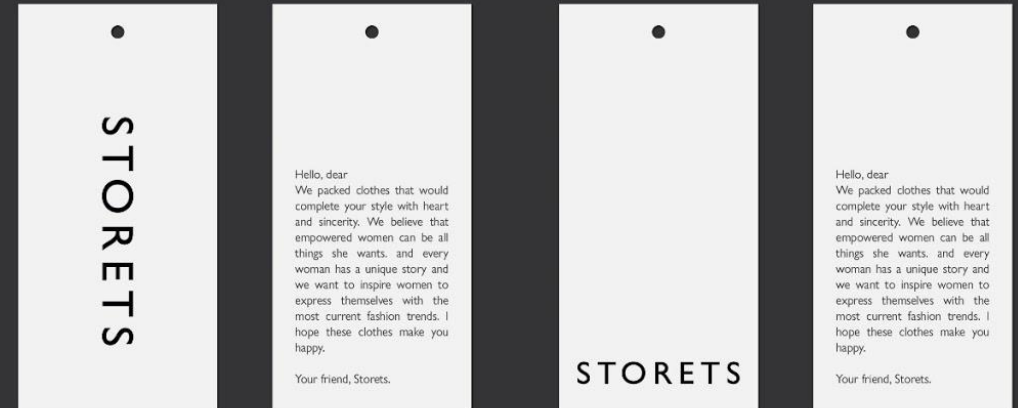 STORETS
Hello, dear
We packed clothes that would
complete your style with heart
and sincerity. We believe that
empowered women can be all
things she wants. and every
woman has a unique story and
we want to inspire women to
express themselves with the
most current fashion trends. I
hope these clothes make you
happy.
Your friend, Storets.
STORETS
Hello, dear
We packed clothes that would
complete your style with heart
and sincerity. We believe that
empowered women can be all
things she wants. and every
woman has a unique story and
we want to inspire women to
express themselves with the
most current fashion trends. I
hope these clothes make you
happy.
Your friend, Storets.